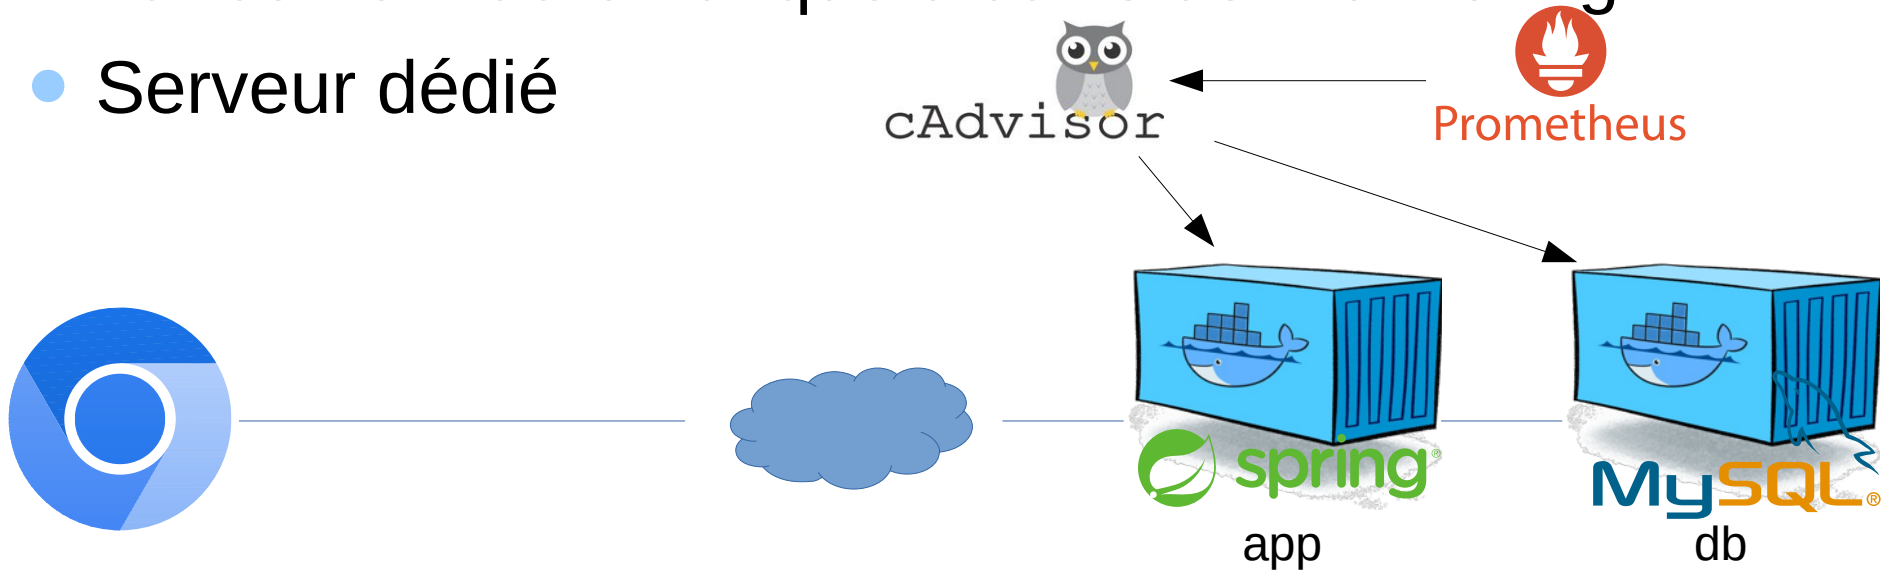 Serveur dédié
cAdvisor
Prometheus
spring®
MySQL®
app
db